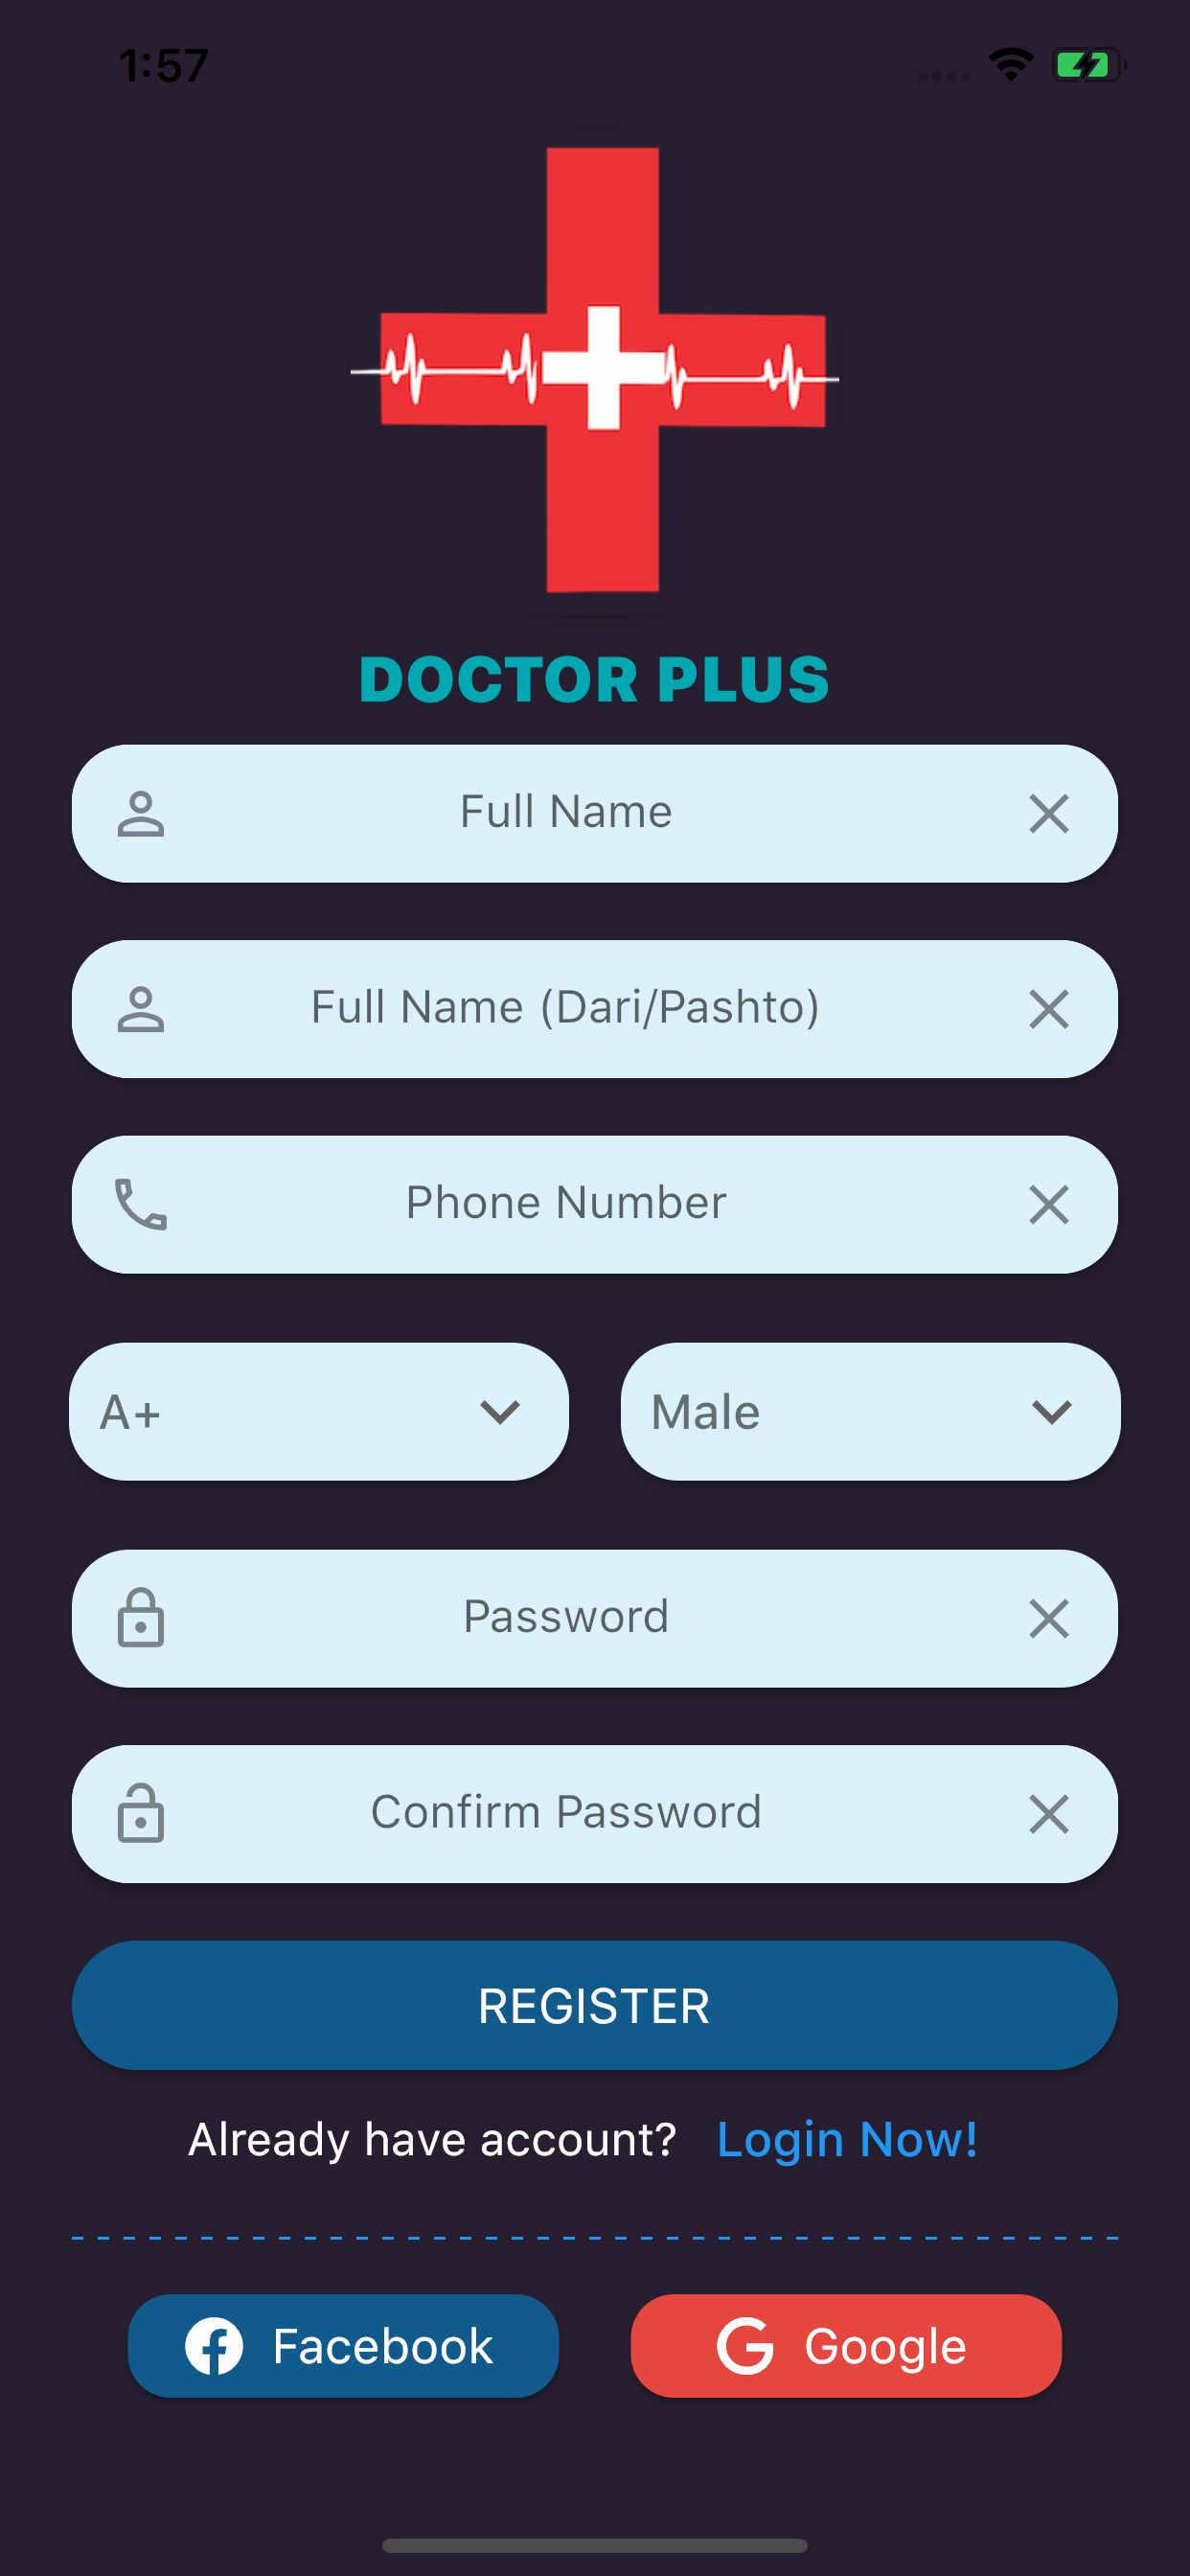 1:57
DOCTOR PLUS
Full Name
Full Name (Dari/Pashto)
Phone Number
A+ Male
Password
Confirm Password
REGISTER
Already have account? Login Now!
Facebook Google